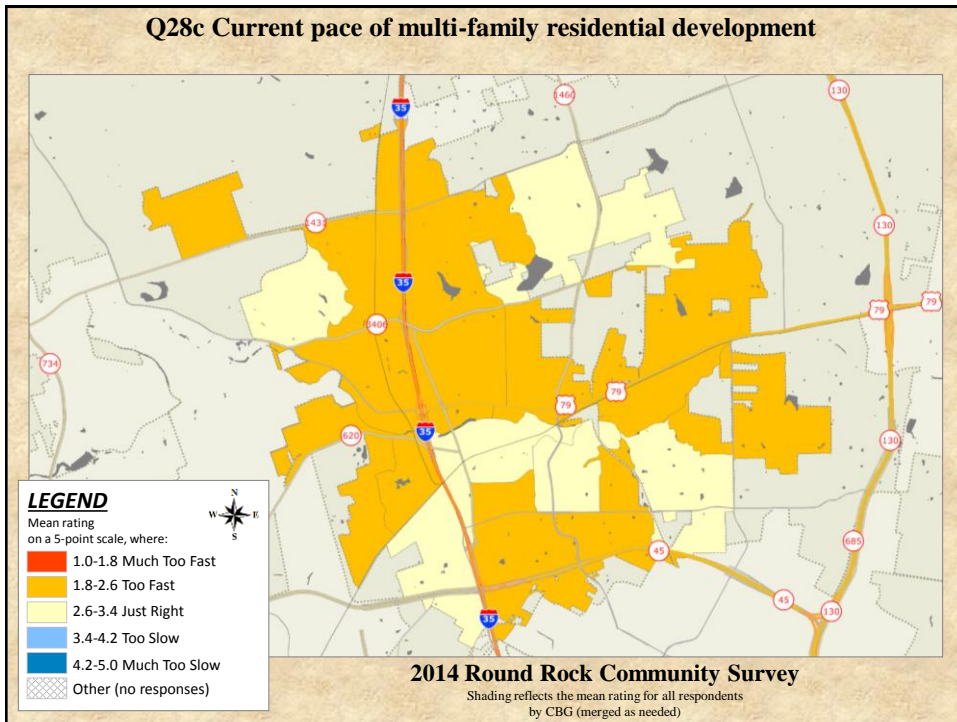 Q28c Current pace of multi-family residential development
35
1460
130
1431
130
35
79
79
3406
734
79
79
35
620
130
LEGEND
N
W E
S
Mean rating
on a 5-point scale, where:
1.0-1.8 Much Too Fast
1.8-2.6 Too Fast
2.6-3.4 Just Right
3.4-4.2 Too Slow
4.2-5.0 Much Too Slow
Other (no responses)
45
685
45
130
35
2014 Round Rock Community Survey
Shading reflects the mean rating for all respondents
by CBG (merged as needed)